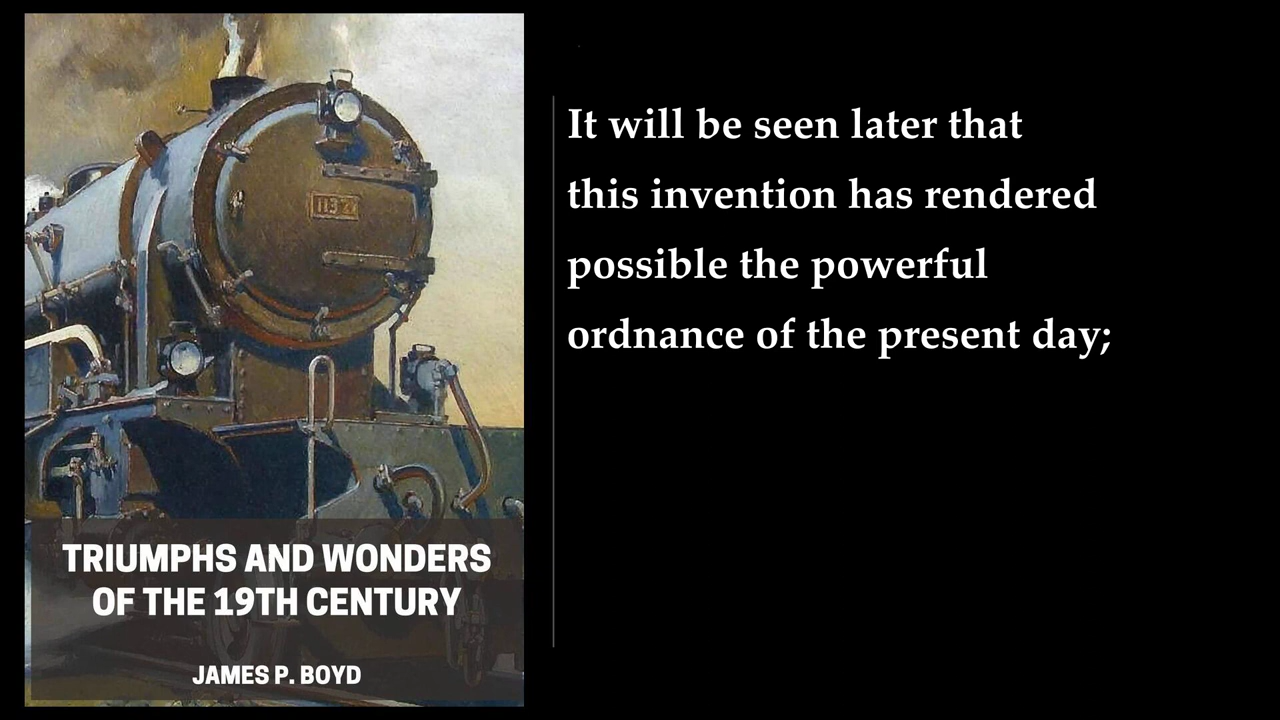 It will be seen later that
this invention has rendered
possible the powerful
ordnance of the present day;
TRIUMPHS AND WONDERS
OF THE 19TH CENTURY
JAMES P. BOYD